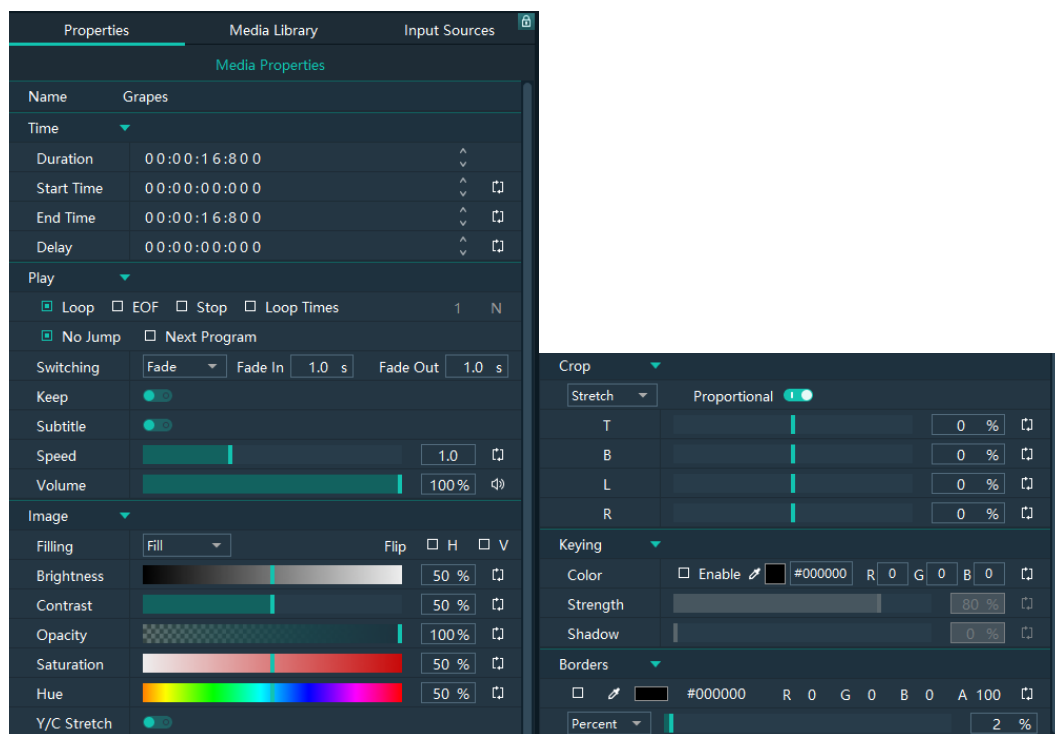 Properties Media Library Input Sources
Media Properties
Name Grapes
Time
Duration 00:00:16:800
Start Time 00:00:00:000
End Time 00:00:16:800
Delay 00:00:00:000
Play
Loop EOF Stop Loop Times 1 N
No Jump Next Program
Switching Fade Fade In 1.0 s Fade Out 1.0 s
Keep
Subtitle
Speed 1.0
Volume 100%
Image
Filling Fill Flip H V
Brightness 50 %
Contrast 50 %
Opacity 100%
Saturation 50 %
Hue 50 %
Y/C Stretch
Crop
Stretch Proportional
T 0 %
B 0 %
L 0 %
R 0 %
Keying
Color Enable #000000 R 0 G 0 B 0
Strength 80 %
Shadow 0 %
Borders
#000000 R 0 G 0 B 0 A 100
Percent 2 %